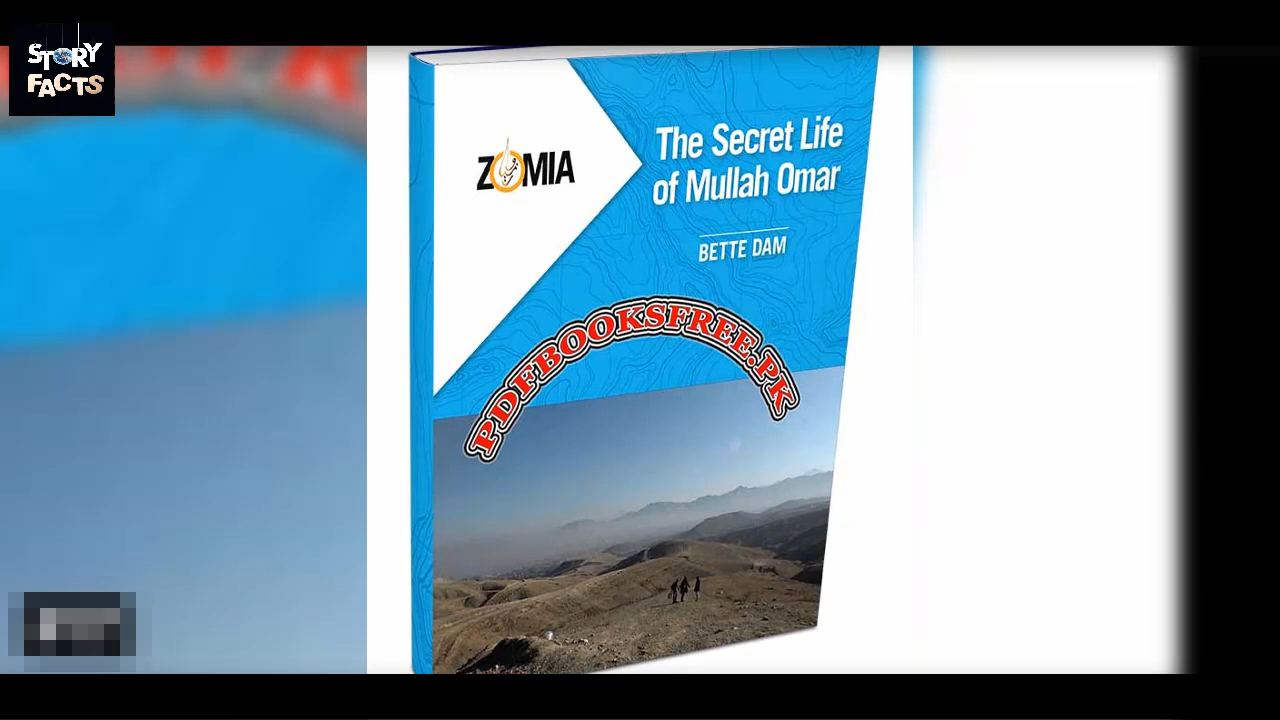 STORY
FACTS
ZOMIA
The Secret Life
of Mullah Omar
BETTE DAM
PDFBOOKSFREE.PK